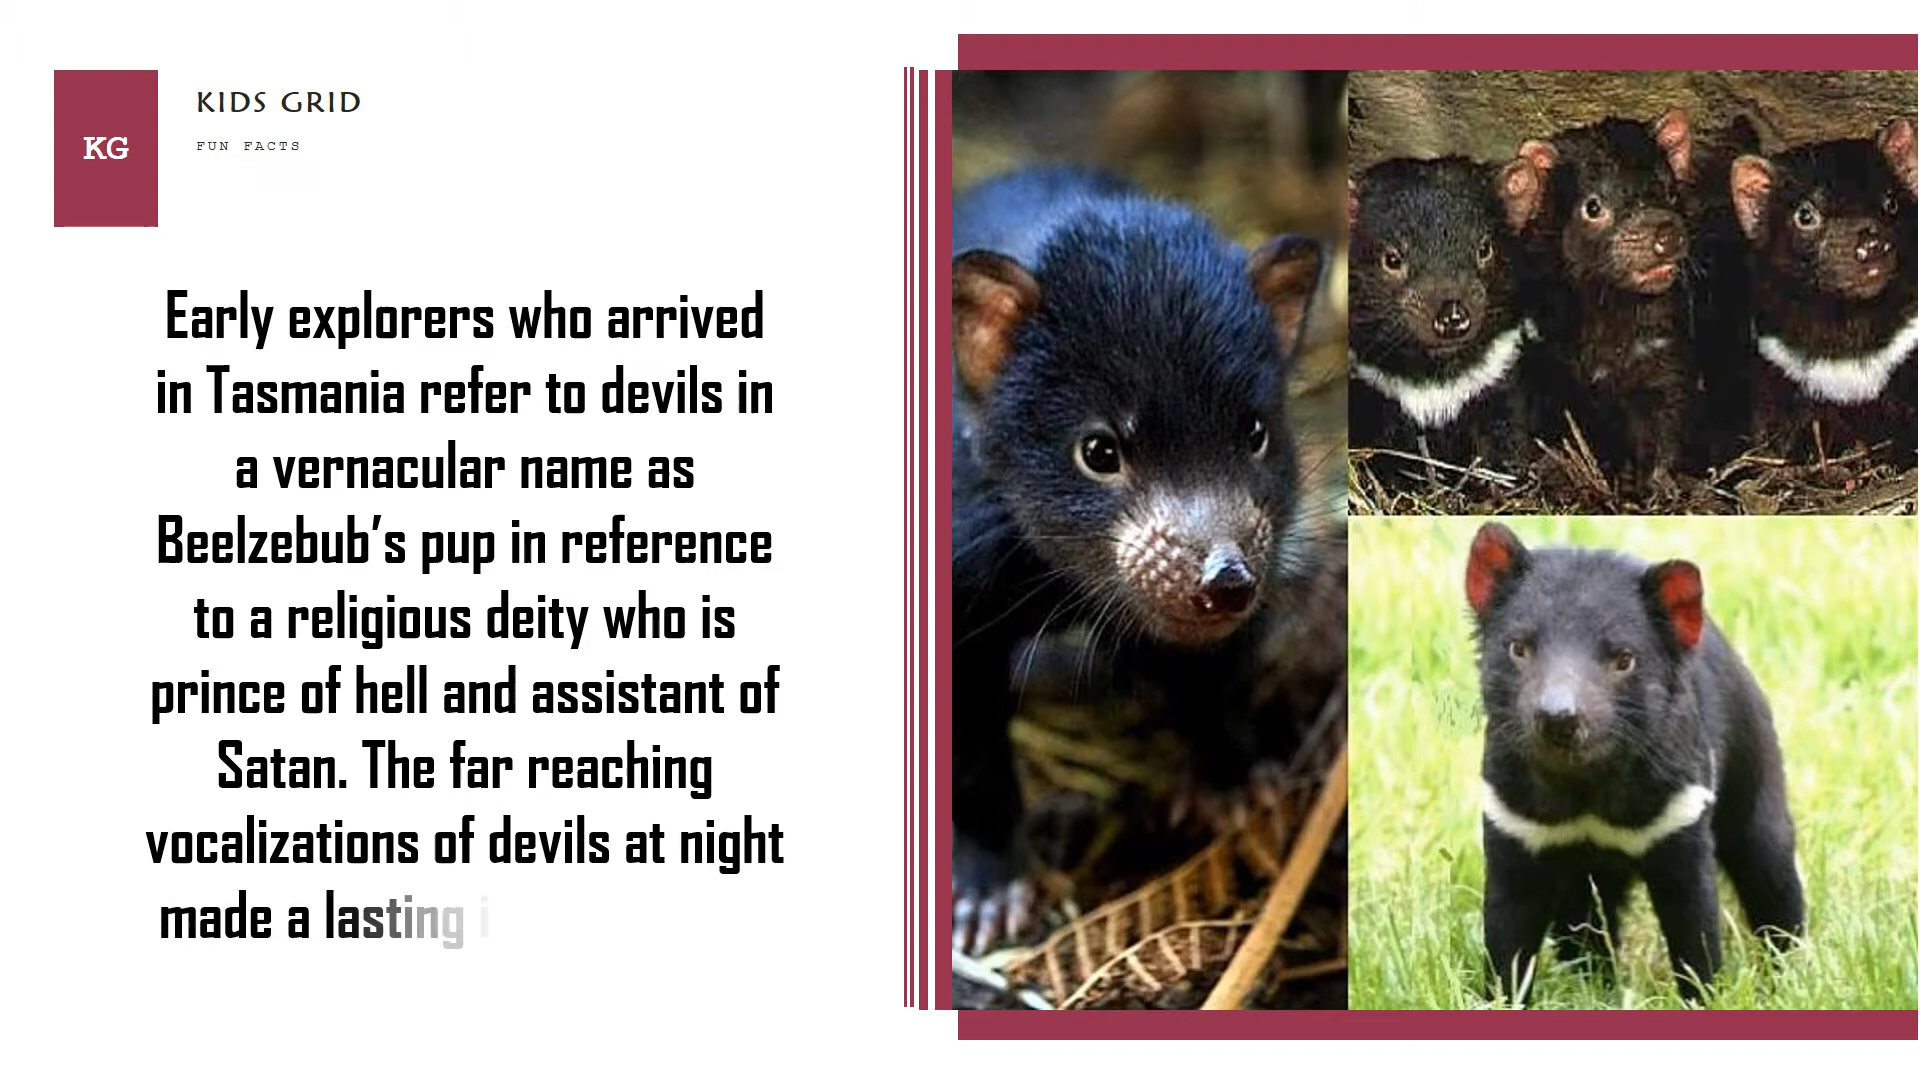 KG
KIDS GRID
FUN FACTS
Early explorers who arrived
in Tasmania refer to devils in
a vernacular name as
Beelzebub’s pup in reference
to a religious deity who is
prince of hell and assistant of
Satan. The far reaching
vocalizations of devils at night
made a lasting i